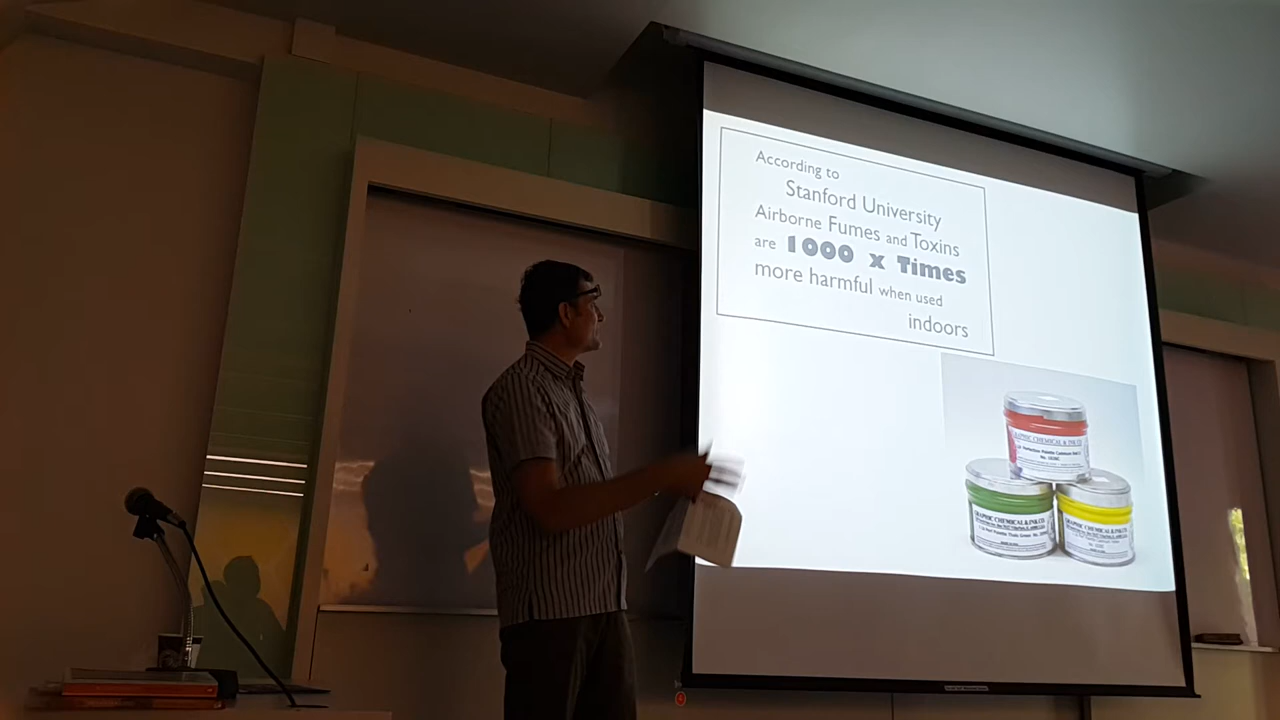 According to
Stanford University
Airborne Fumes and Toxins
are 1000 x Times
more harmful when used
indoors
GRAPHIC CHEMICAL & INK CO.
GRAPHIC CHEMICAL & INK CO.
GRAPHIC CHEMICAL & INK CO.